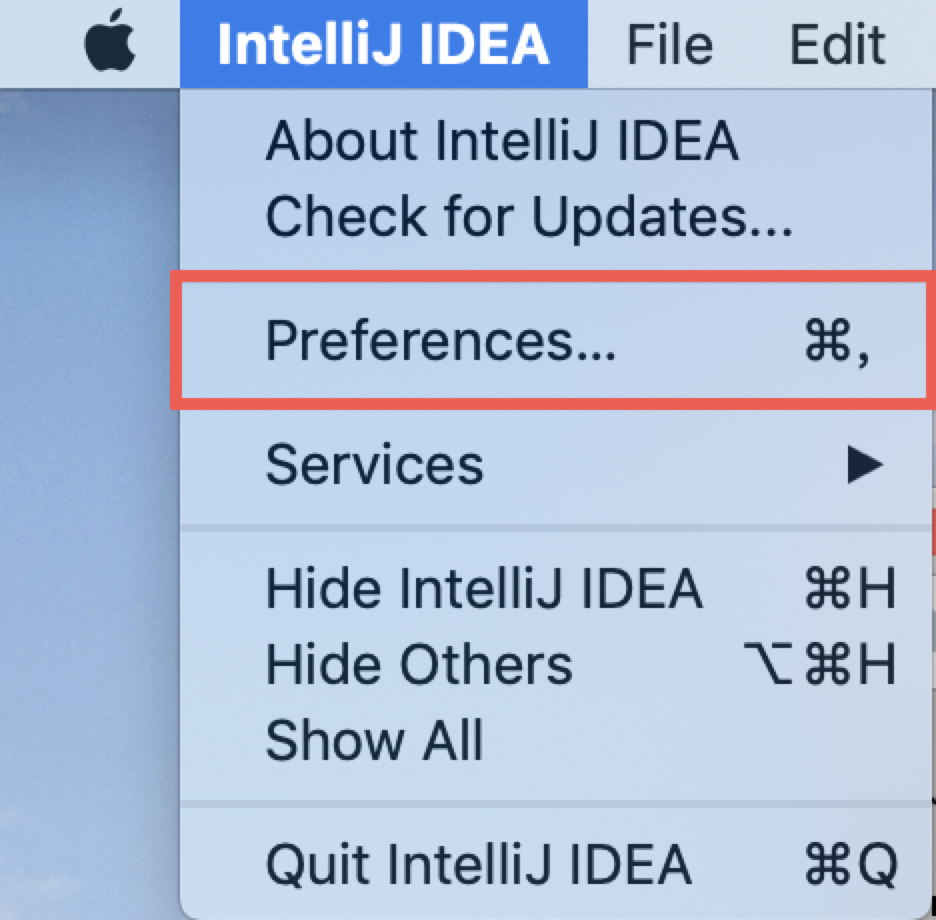 IntelliJ IDEA File Edit
About IntelliJ IDEA
Check for Updates...
Preferences... ⌘,
Services ▶
Hide IntelliJ IDEA ⌘H
Hide Others ⌥⌘H
Show All
Quit IntelliJ IDEA ⌘Q